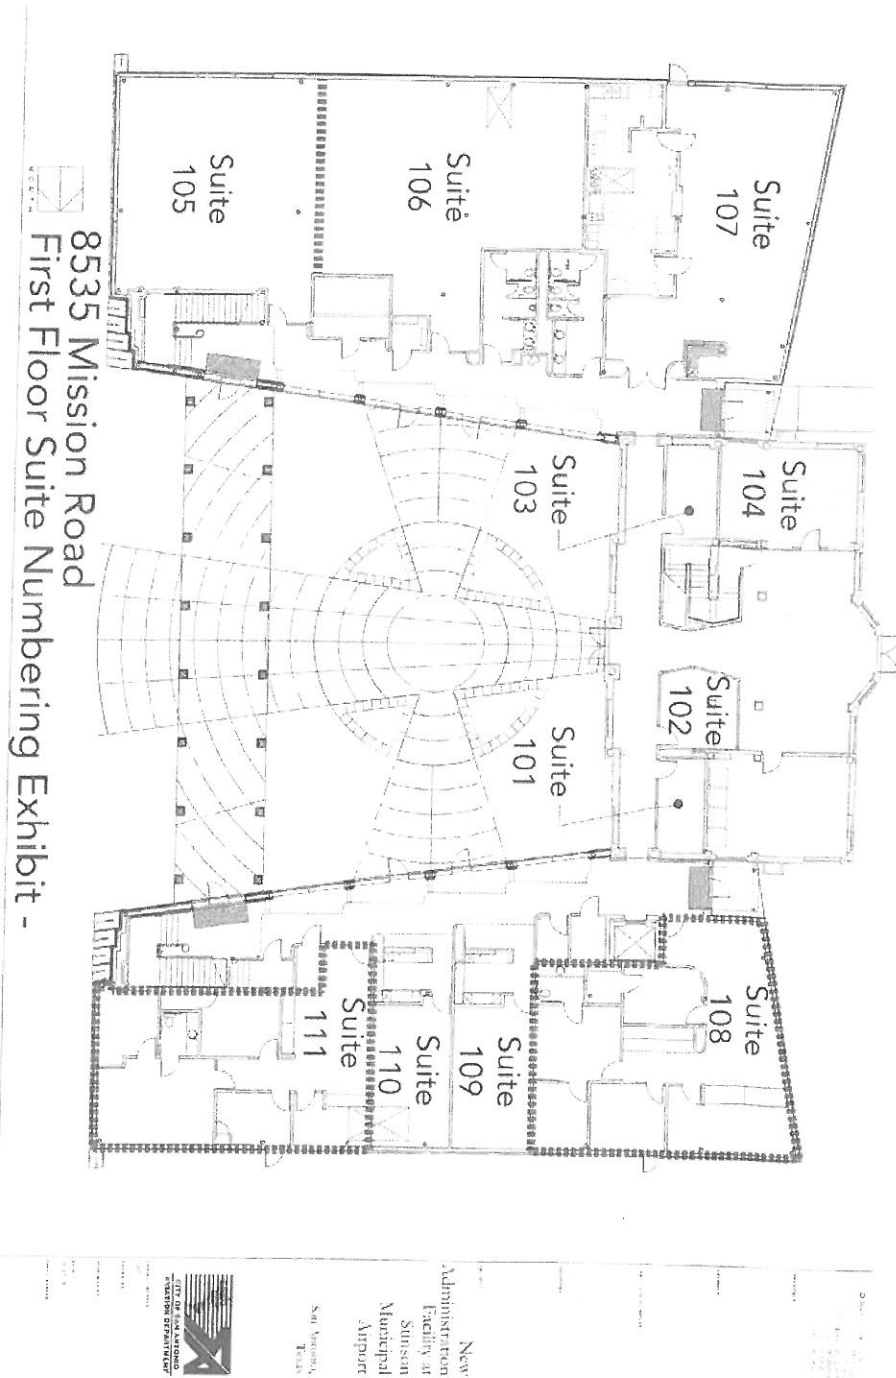 Suite
107
Suite
104
Suite
102
Suite
108
Suite
103
Suite
101
Suite
109
Suite
106
Suite
110
Suite
111
Suite
105
NORTH
8535 Mission Road
First Floor Suite Numbering Exhibit -
New
Administration
Facility at
Stinson
Municipal
Airport
San Antonio,
Texas
CITY OF SAN ANTONIO
AVIATION DEPARTMENT